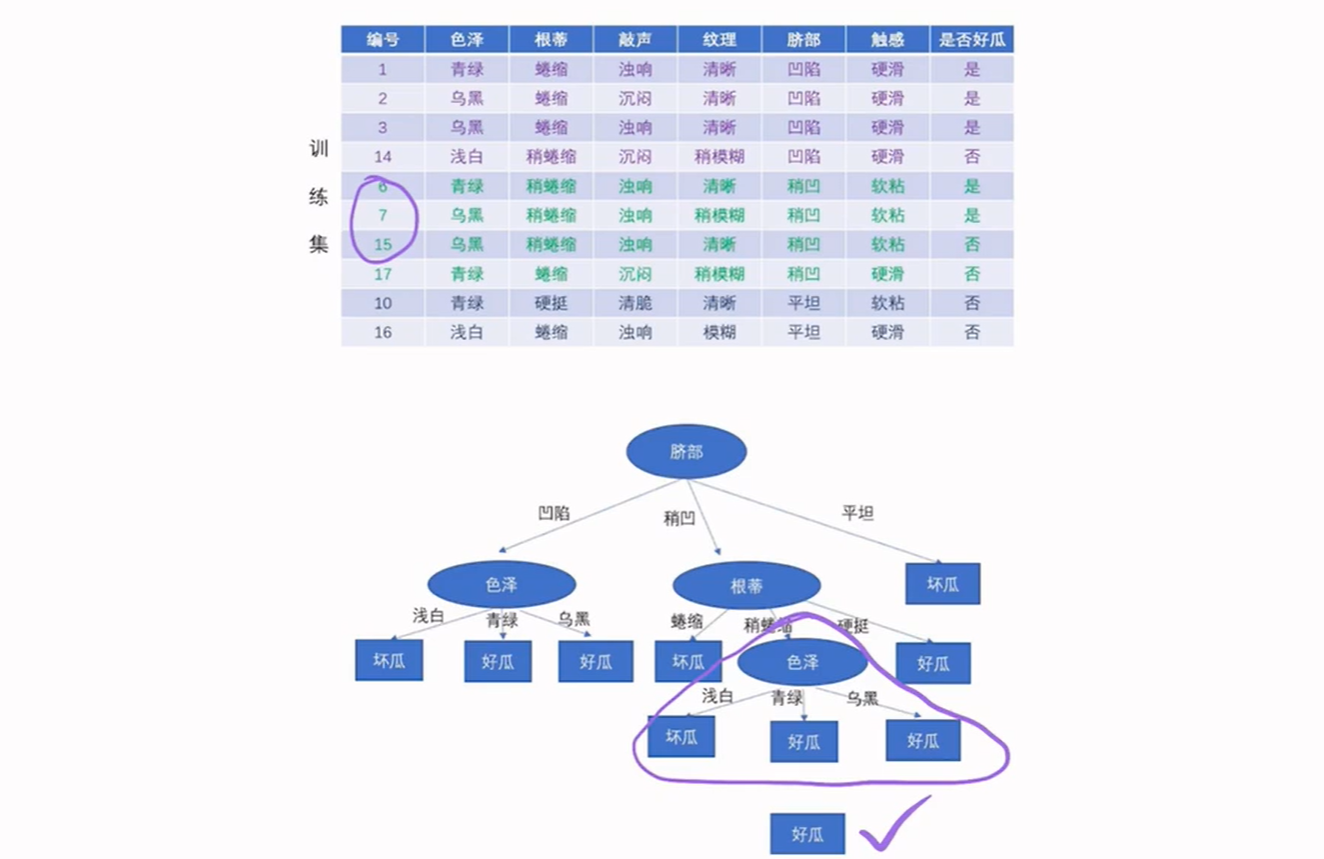 编号 色泽 根蒂 敲声 纹理 脐部 触感 是否好瓜
1 青绿 蜷缩 浊响 清晰 凹陷 硬滑 是
2 乌黑 蜷缩 沉闷 清晰 凹陷 硬滑 是
3 乌黑 蜷缩 浊响 清晰 凹陷 硬滑 是
14 浅白 稍蜷缩 沉闷 稍模糊 凹陷 硬滑 否
6 青绿 稍蜷缩 浊响 清晰 稍凹 软粘 是
7 乌黑 稍蜷缩 浊响 稍模糊 稍凹 软粘 是
15 乌黑 稍蜷缩 浊响 清晰 稍凹 软粘 否
17 青绿 蜷缩 沉闷 稍模糊 稍凹 硬滑 否
10 青绿 硬挺 清脆 清晰 平坦 软粘 否
16 浅白 蜷缩 浊响 模糊 平坦 硬滑 否
训
练
集
脐部
凹陷 稍凹 平坦
色泽 根蒂 坏瓜
浅白 青绿 乌黑 蜷缩 稍蜷缩 硬挺
坏瓜 好瓜 好瓜 坏瓜 色泽 好瓜
浅白 青绿 乌黑
坏瓜 好瓜 好瓜
好瓜